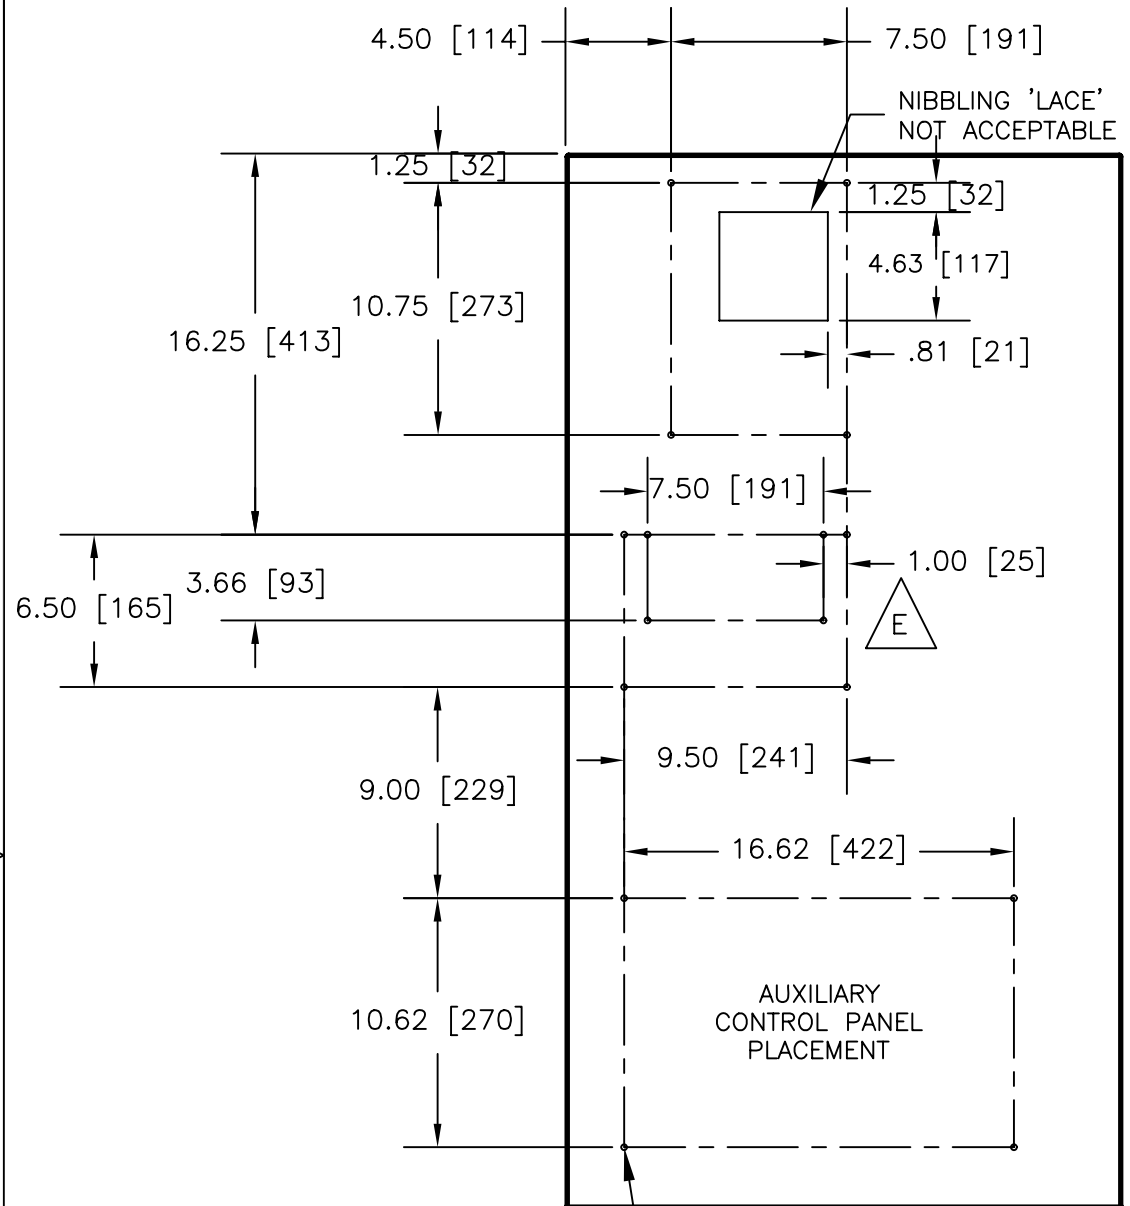 4.50 [114]
7.50 [191]
NIBBLING 'LACE'
NOT ACCEPTABLE
1.25 [32]
1.25 [32]
4.63 [117]
10.75 [273]
16.25 [413]
.81 [21]
7.50 [191]
1.00 [25]
3.66 [93]
6.50 [165]
E
9.50 [241]
9.00 [229]
16.62 [422]
AUXILIARY
CONTROL PANEL
PLACEMENT
10.62 [270]